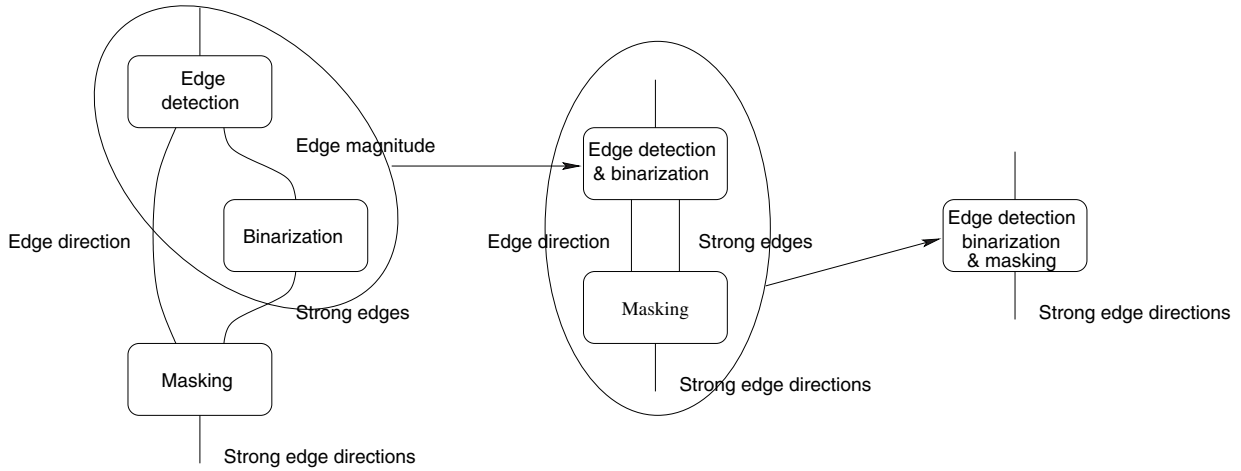 Edge
detection
Edge magnitude
Edge direction
Binarization
Strong edges
Masking
Strong edge directions
Edge detection
& binarization
Edge direction
Strong edges
Masking
Strong edge directions
Edge detection
binarization
& masking
Strong edge directions